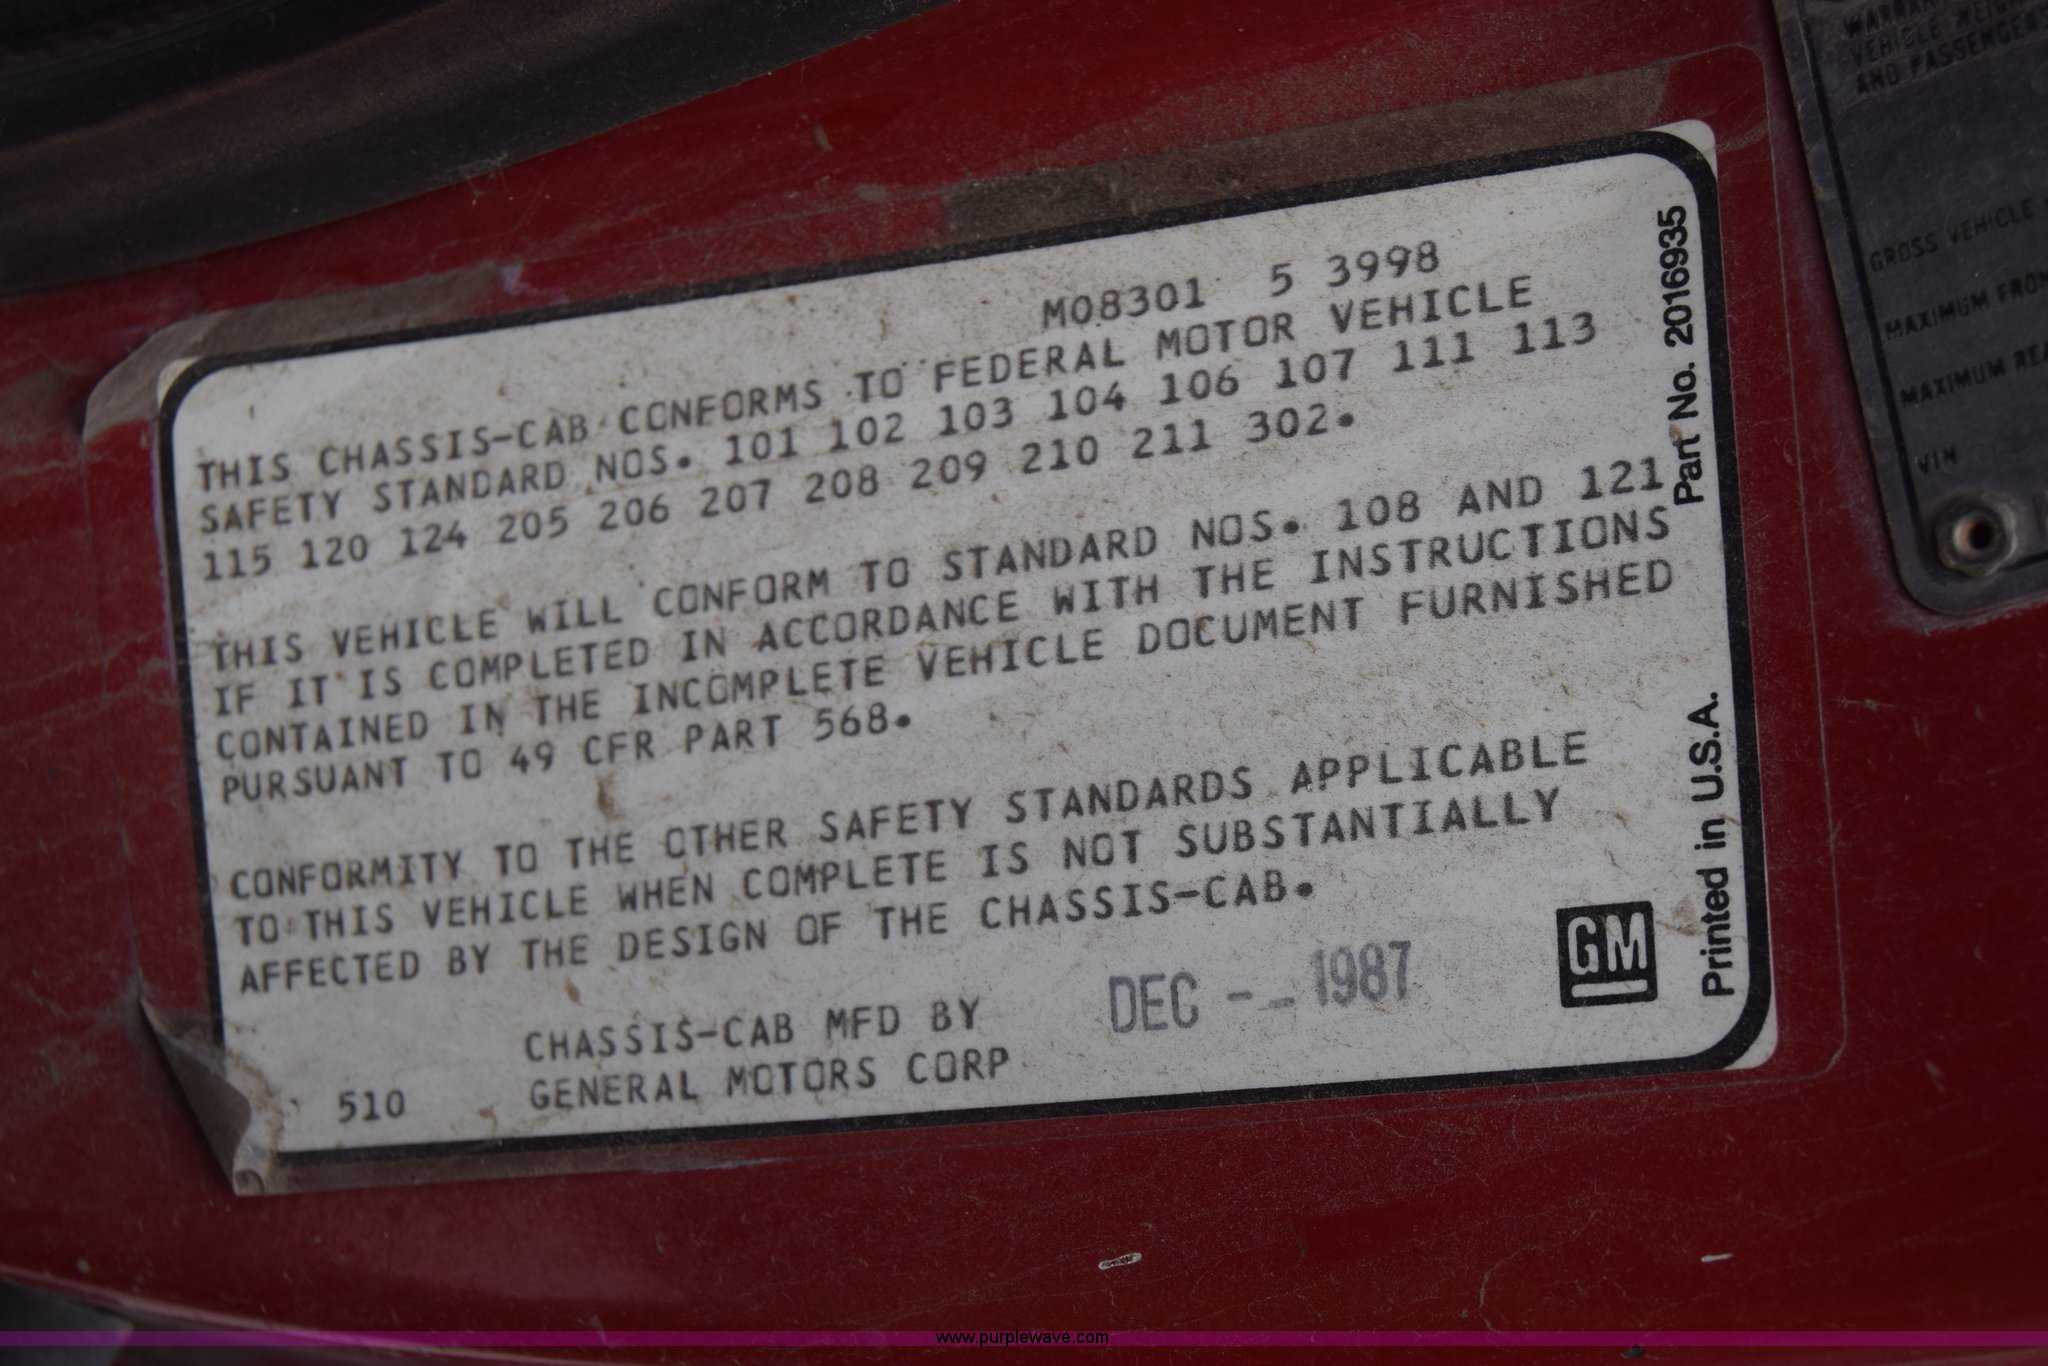 M08301 5 3998
THIS CHASSIS-CAB CONFORMS TO FEDERAL MOTOR VEHICLE
SAFETY STANDARD NOS. 101 102 103 104 106 107 111 113
115 120 124 205 206 207 208 209 210 211 302.
THIS VEHICLE WILL CONFORM TO STANDARD NOS. 108 AND 121
IF IT IS COMPLETED IN ACCORDANCE WITH THE INSTRUCTIONS
CONTAINED IN THE INCOMPLETE VEHICLE DOCUMENT FURNISHED
PURSUANT TO 49 CFR PART 568.
CONFORMITY TO THE OTHER SAFETY STANDARDS APPLICABLE
TO THIS VEHICLE WHEN COMPLETE IS NOT SUBSTANTIALLY
AFFECTED BY THE DESIGN OF THE CHASSIS-CAB.
CHASSIS-CAB MFD BY
DEC - - 1987
510 GENERAL MOTORS CORP
GM
Part No. 2016935
Printed in U.S.A.
VEHICLE
AND PASSENGERS
GROSS VEHICLE
MAXIMUM
MAXIMUM
VIN
www.purplewave.com